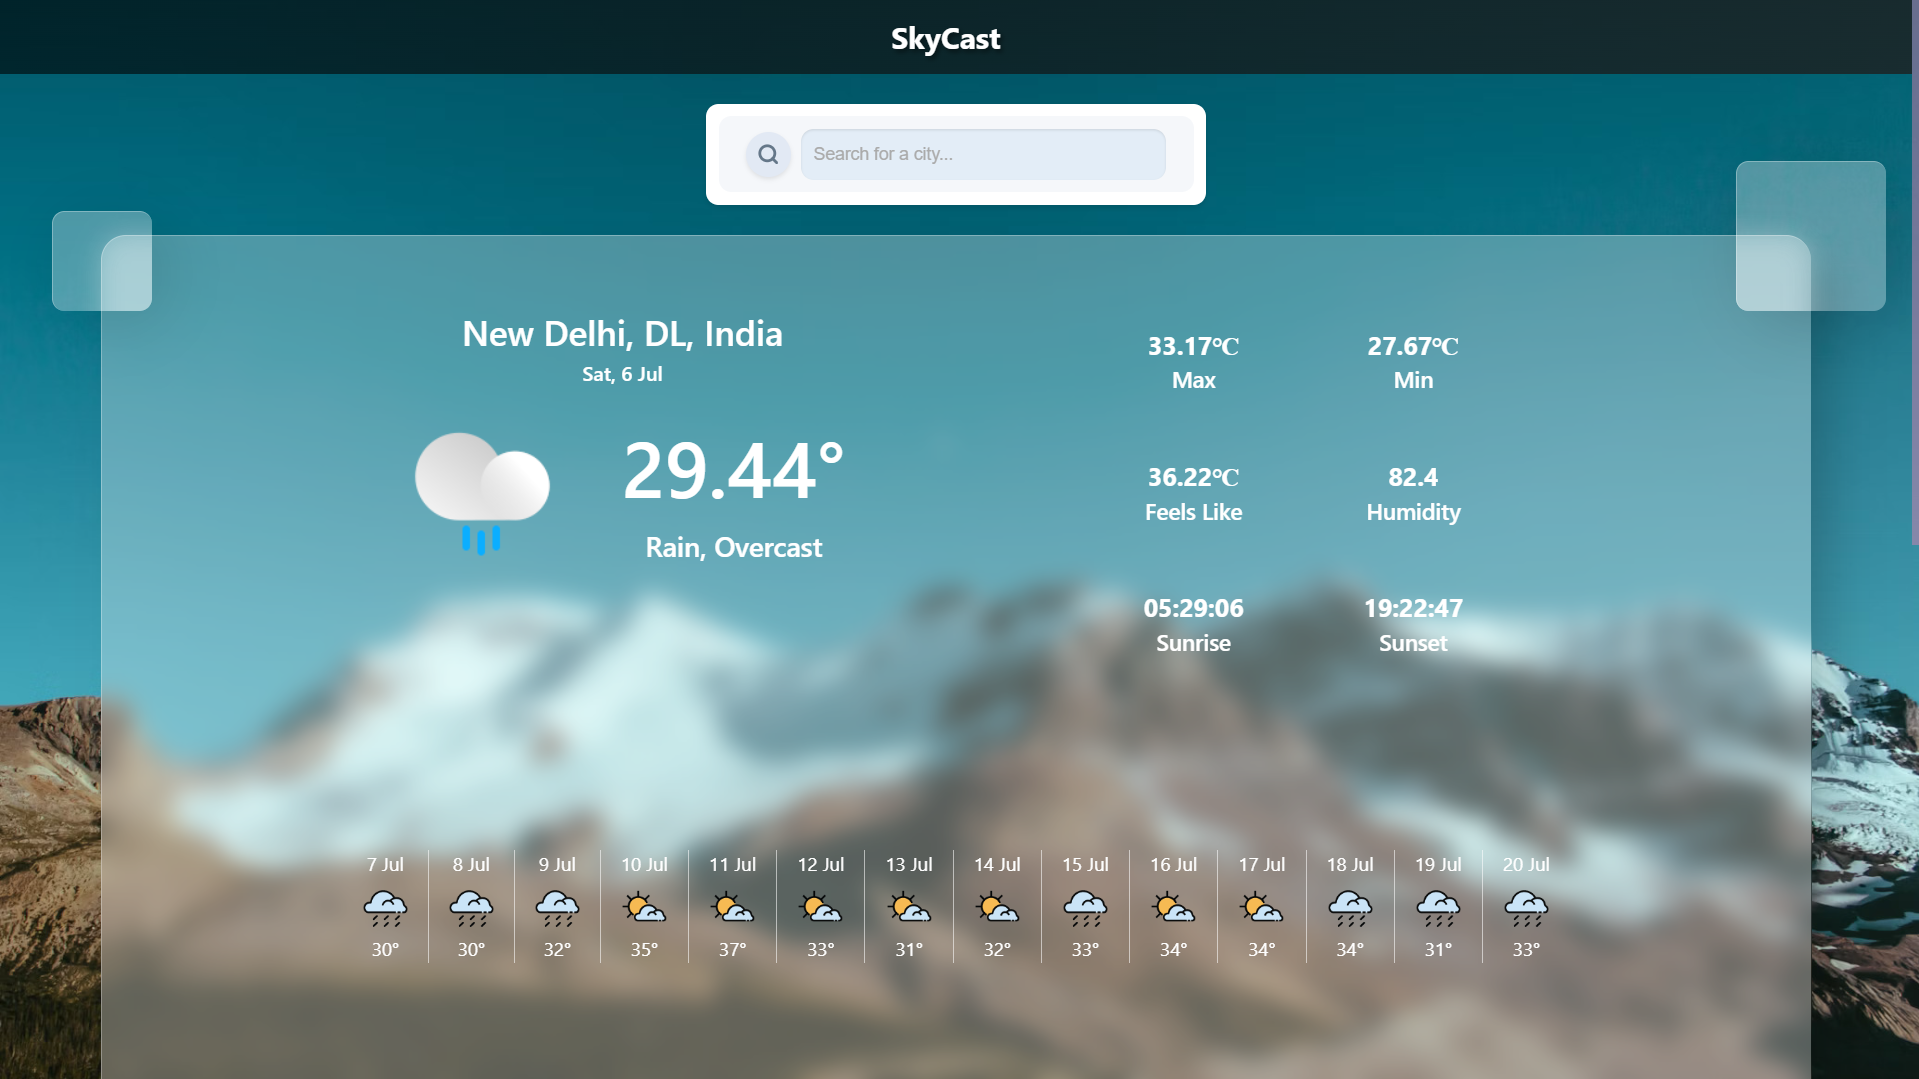 SkyCast
Search for a city...
New Delhi, DL, India
Sat, 6 Jul
29.44°
Rain, Overcast
33.17℃
Max
27.67℃
Min
36.22℃
Feels Like
82.4
Humidity
05:29:06
Sunrise
19:22:47
Sunset
7 Jul
30°
8 Jul
30°
9 Jul
32°
10 Jul
35°
11 Jul
37°
12 Jul
33°
13 Jul
31°
14 Jul
32°
15 Jul
33°
16 Jul
34°
17 Jul
34°
18 Jul
34°
19 Jul
31°
20 Jul
33°